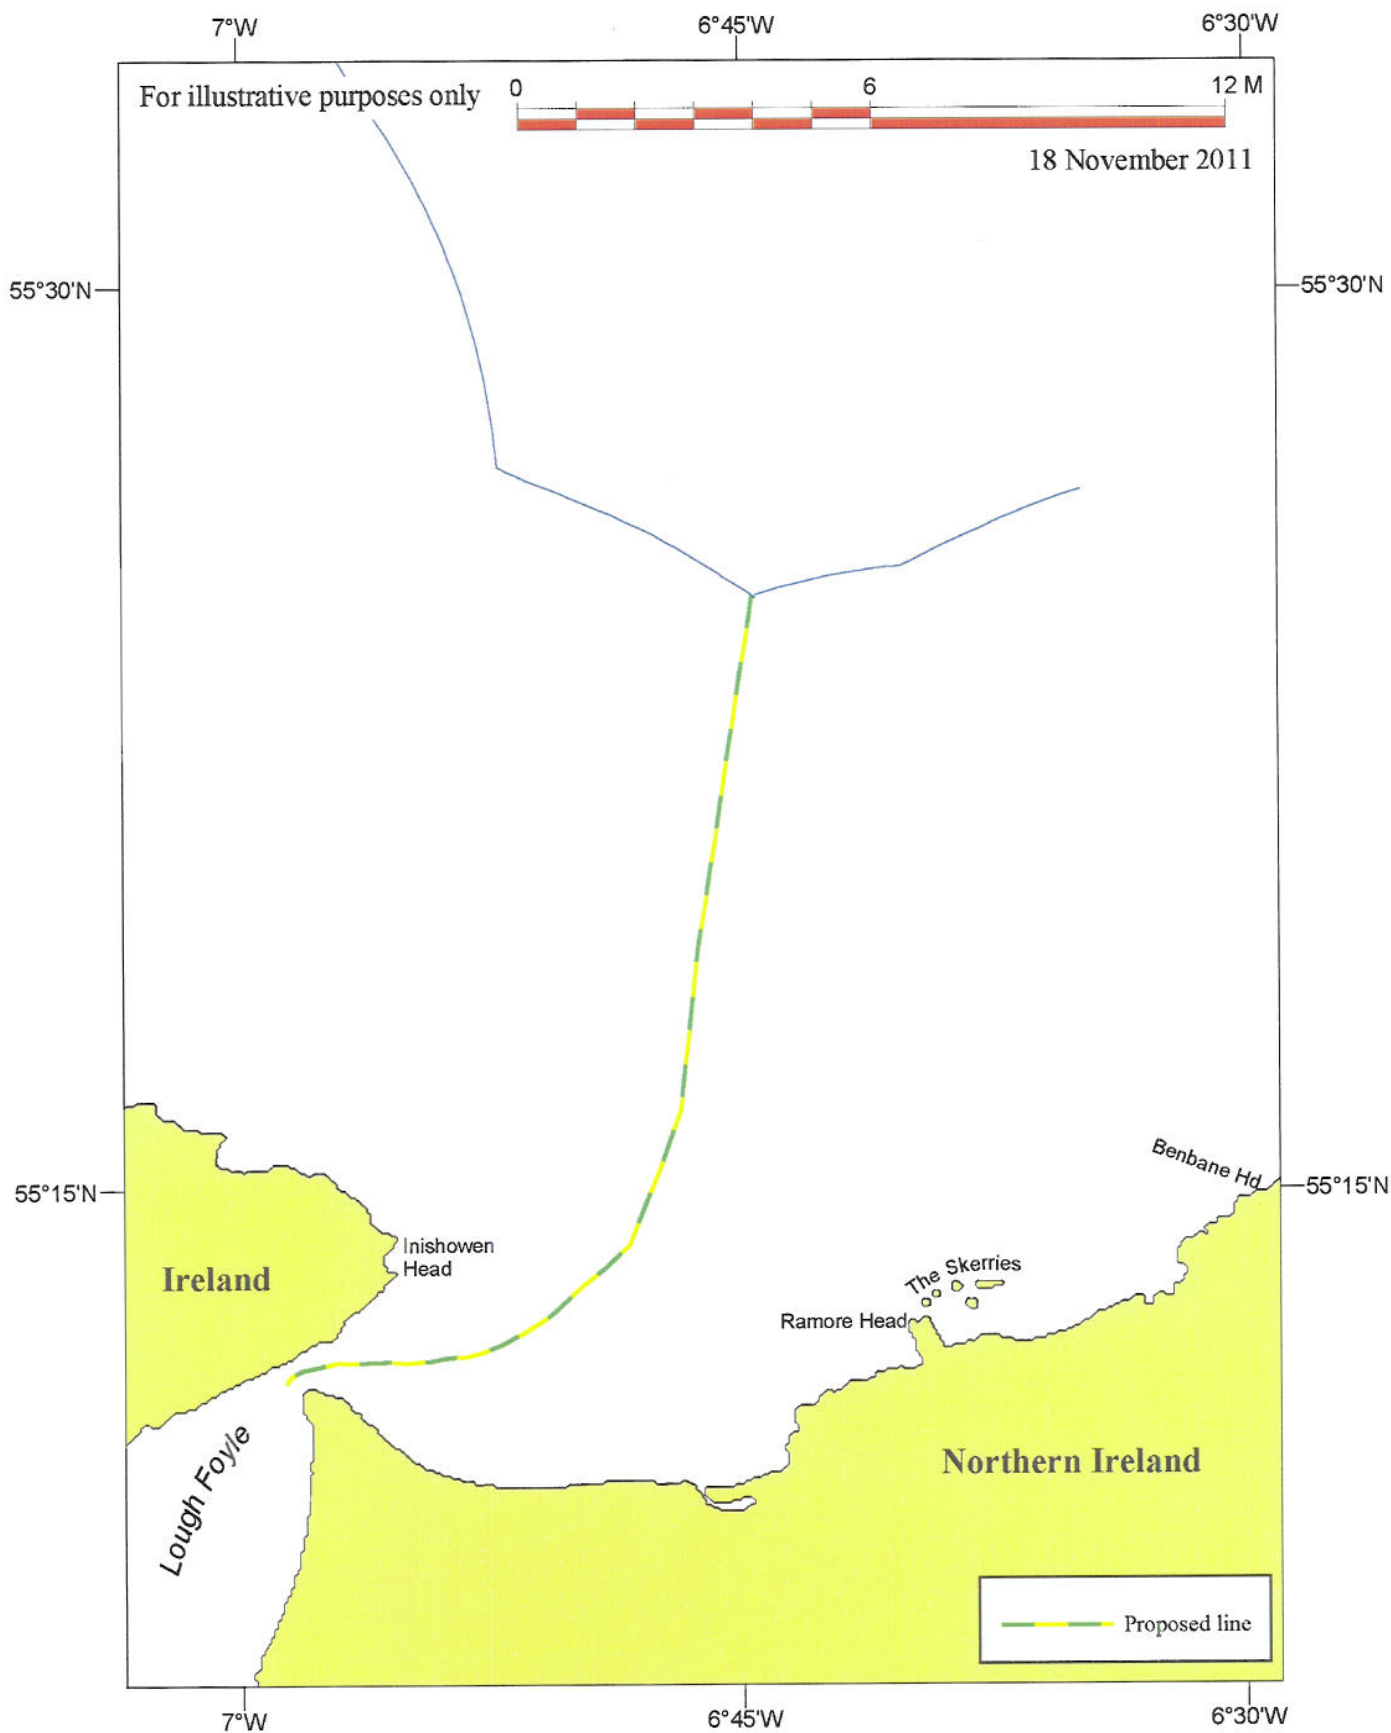 7°W
6°45'W
6°30'W
For illustrative purposes only
0
6
12 M
18 November 2011
55°30'N
55°30'N
Benbane Hd
55°15'N
55°15'N
Inishowen
Head
Ireland
The Skerries
Ramore Head
Lough Foyle
Northern Ireland
Proposed line
7°W
6°45'W
6°30'W